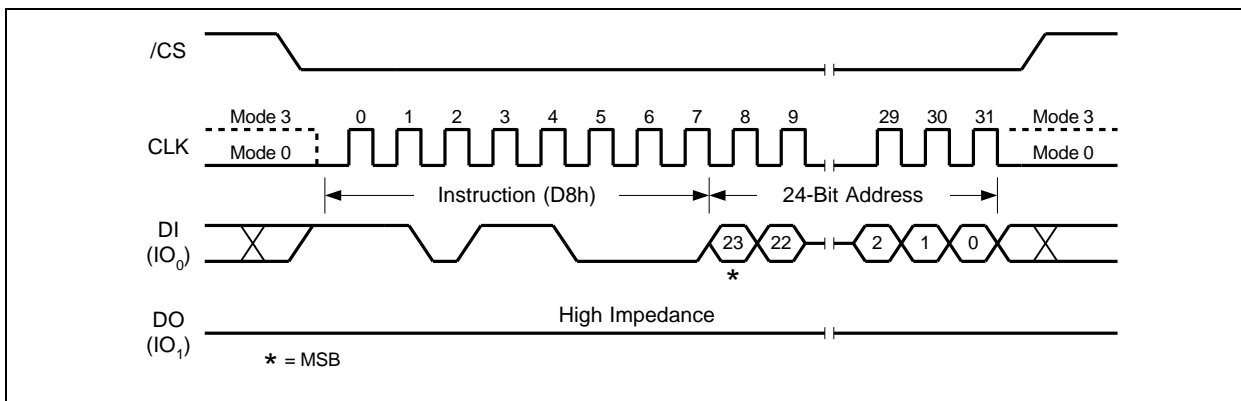 /CS
Mode 3 0 1 2 3 4 5 6 7 8 9 29 30 31 Mode 3
CLK
Mode 0 Mode 0
Instruction (D8h) 24-Bit Address
DI
(IO₀)
23 22 2 1 0
*
High Impedance
DO
(IO₁)
* = MSB